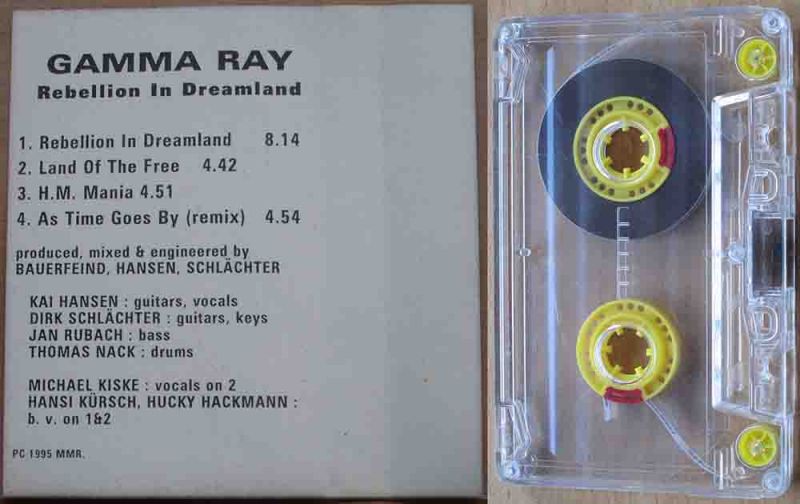 GAMMA RAY
Rebellion In Dreamland
1. Rebellion In Dreamland 8.14
2. Land Of The Free 4.42
3. H.M. Mania 4.51
4. As Time Goes By (remix) 4.54
produced, mixed & engineered by
BAUERFEIND, HANSEN, SCHLÄCHTER
KAI HANSEN : guitars, vocals
DIRK SCHLÄCHTER : guitars, keys
JAN RUBACH : bass
THOMAS NACK : drums
MICHAEL KISKE : vocals on 2
HANSI KÜRSCH, HUCKY HACKMANN :
b. v. on 1&2
PC 1995 MMR.